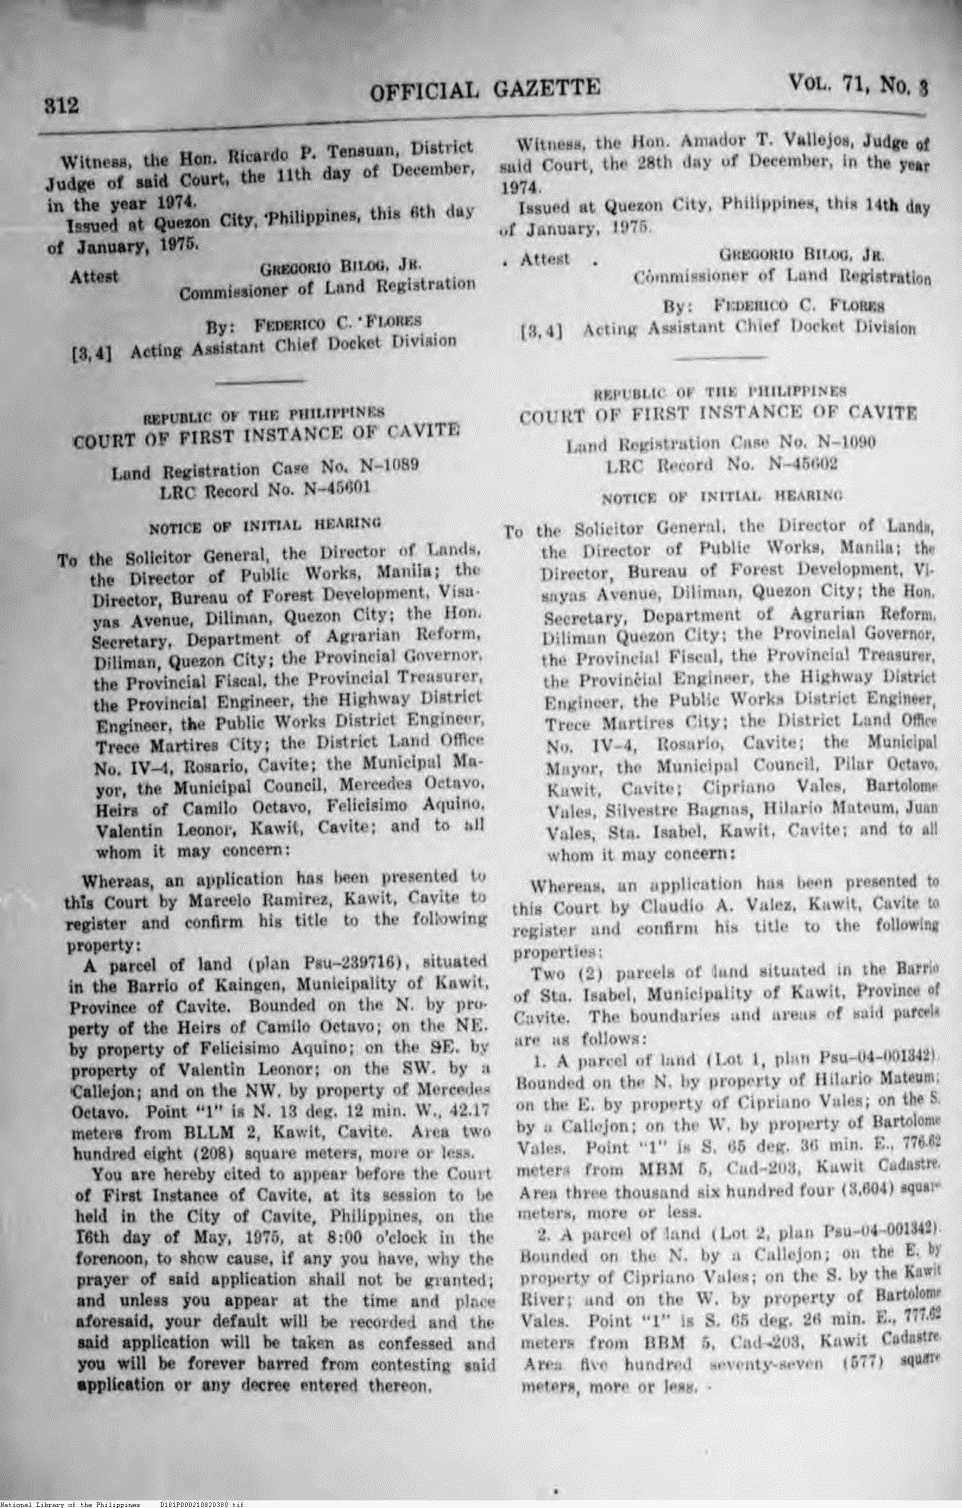 312
OFFICIAL GAZETTE
VOL. 71, No. 3
Witness, the Hon. Ricardo P. Tensuan, District
Judge of said Court, the 11th day of December,
in the year 1974.
Issued at Quezon City, Philippines, this 6th day
of January, 1975.
Attest
GREGORIO BILOG, JR.
Commissioner of Land Registration
By: FEDERICO C. FLORES
[3,4] Acting Assistant Chief Docket Division
REPUBLIC OF THE PHILIPPINES
COURT OF FIRST INSTANCE OF CAVITE
Land Registration Case No. N-1089
LRC Record No. N-45601
NOTICE OF INITIAL HEARING
To the Solicitor General, the Director of Lands,
the Director of Public Works, Manila; the
Director, Bureau of Forest Development, Visa-
yas Avenue, Diliman, Quezon City; the Hon.
Secretary, Department of Agrarian Reform,
Diliman, Quezon City; the Provincial Governor,
the Provincial Fiscal, the Provincial Treasurer,
the Provincial Engineer, the Highway District
Engineer, the Public Works District Engineer,
Trece Martires City; the District Land Office
No. IV-4, Rosario, Cavite; the Municipal Ma-
yor, the Municipal Council, Mercedes Octavo,
Heirs of Camilo Octavo, Felicisimo Aquino,
Valentin Leonor, Kawit, Cavite; and to all
whom it may concern:
Whereas, an application has been presented to
this Court by Marcelo Ramirez, Kawit, Cavite to
register and confirm his title to the following
property:
A parcel of land (plan Psu-239716), situated
in the Barrio of Kaingen, Municipality of Kawit,
Province of Cavite. Bounded on the N. by pro-
perty of the Heirs of Camilo Octavo; on the NE.
by property of Felicisimo Aquino; on the SE. by
property of Valentin Leonor; on the SW. by a
Callejon; and on the NW. by property of Mercedes
Octavo. Point "1" is N. 13 deg. 12 min. W., 42.17
meters from BLLM 2, Kawit, Cavite. Area two
hundred eight (208) square meters, more or less.
You are hereby cited to appear before the Court
of First Instance of Cavite, at its session to be
held in the City of Cavite, Philippines, on the
16th day of May, 1975, at 8:00 o'clock in the
forenoon, to show cause, if any you have, why the
prayer of said application shall not be granted;
and unless you appear at the time and place
aforesaid, your default will be recorded and the
said application will be taken as confessed and
you will be forever barred from contesting said
application or any decree entered thereon.
Witness, the Hon. Amador T. Vallejos, Judge of
said Court, the 28th day of December, in the year
1974.
Issued at Quezon City, Philippines, this 14th day
of January, 1975.
Attest
GREGORIO BILOG, JR.
Commissioner of Land Registration
By: FEDERICO C. FLORES
[3,4] Acting Assistant Chief Docket Division
REPUBLIC OF THE PHILIPPINES
COURT OF FIRST INSTANCE OF CAVITE
Land Registration Case No. N-1090
LRC Record No. N-45602
NOTICE OF INITIAL HEARING
To the Solicitor General, the Director of Lands,
the Director of Public Works, Manila; the
Director, Bureau of Forest Development, Vi-
sayas Avenue, Diliman, Quezon City; the Hon.
Secretary, Department of Agrarian Reform,
Diliman Quezon City; the Provincial Governor,
the Provincial Fiscal, the Provincial Treasurer,
the Provincial Engineer, the Highway District
Engineer, the Public Works District Engineer,
Trece Martires City; the District Land Office
No. IV-4, Rosario, Cavite; the Municipal
Mayor, the Municipal Council, Pilar Octavo,
Kawit, Cavite; Cipriano Vales, Bartolome
Vales, Silvestre Bagnas, Hilario Mateum, Juan
Vales, Sta. Isabel, Kawit, Cavite; and to all
whom it may concern:
Whereas, an application has been presented to
this Court by Claudio A. Valez, Kawit, Cavite to
register and confirm his title to the following
properties:
Two (2) parcels of land situated in the Barrio
of Sta. Isabel, Municipality of Kawit, Province of
Cavite. The boundaries and areas of said parcels
are as follows:
1. A parcel of land (Lot 1, plan Psu-04-001342).
Bounded on the N. by property of Hilario Mateum;
on the E. by property of Cipriano Vales; on the S.
by a Callejon; on the W. by property of Bartolome
Vales. Point "1" is S. 65 deg. 36 min. E., 776.62
meters from MBM 5, Cad-203, Kawit Cadastre.
Area three thousand six hundred four (3,604) square
meters, more or less.
2. A parcel of land (Lot 2, plan Psu-04-001342).
Bounded on the N. by a Callejon; on the E. by
property of Cipriano Vales; on the S. by the Kawit
River; and on the W. by property of Bartolome
Vales. Point "1" is S. 65 deg. 26 min. E., 777.62
meters from BBM 5, Cad-203, Kawit Cadastre.
Area five hundred seventy-seven (577) square
meters, more or less.
National Library of the Philippines D181P000210820380.tif